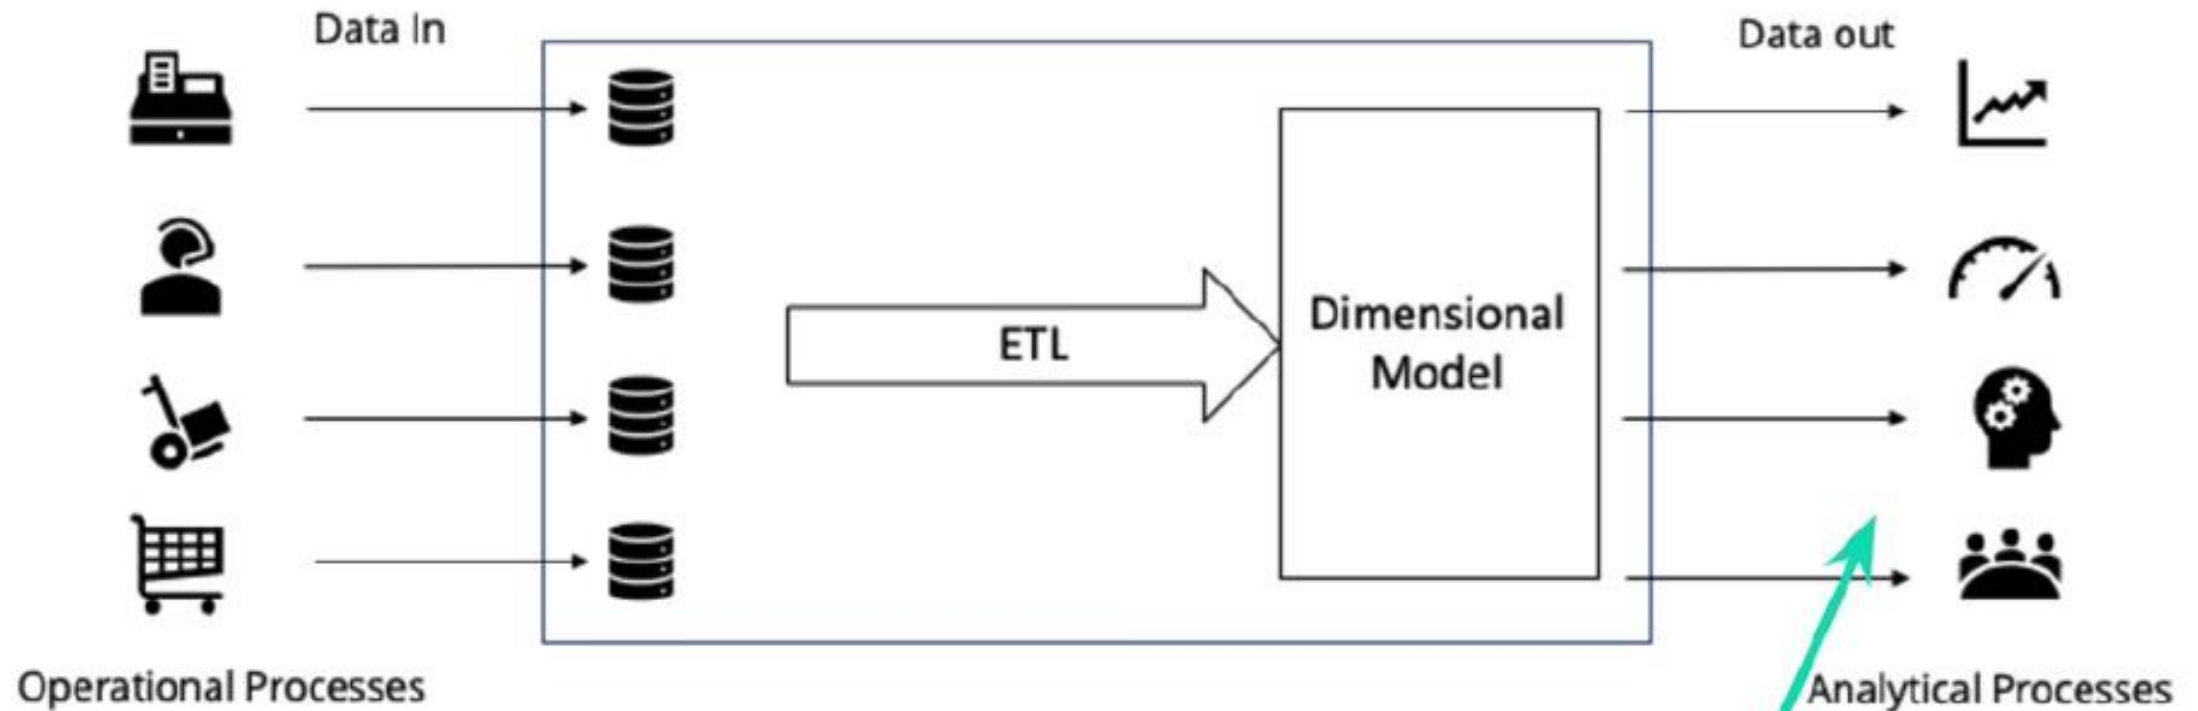 Data In
Data out
ETL
Dimensional
Model
Operational Processes
Analytical Processes